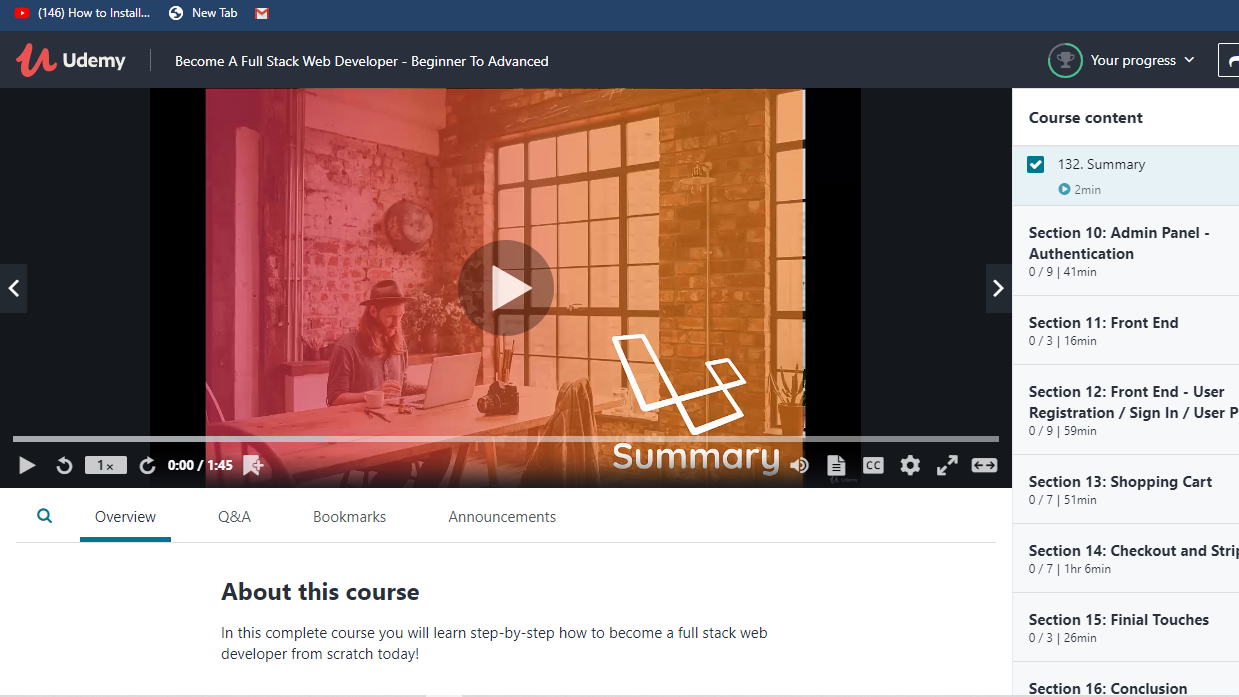 (146) How to Install...
New Tab
Udemy
Become A Full Stack Web Developer - Beginner To Advanced
Your progress
Summary
1×
0:00 / 1:45
CC
Overview
Q&A
Bookmarks
Announcements
About this course
In this complete course you will learn step-by-step how to become a full stack web
developer from scratch today!
Course content
132. Summary
2min
Section 10: Admin Panel -
Authentication
0 / 9 | 41min
Section 11: Front End
0 / 3 | 16min
Section 12: Front End - User
Registration / Sign In / User P
0 / 9 | 59min
Section 13: Shopping Cart
0 / 7 | 51min
Section 14: Checkout and Strip
0 / 7 | 1hr 6min
Section 15: Finial Touches
0 / 3 | 26min
Section 16: Conclusion